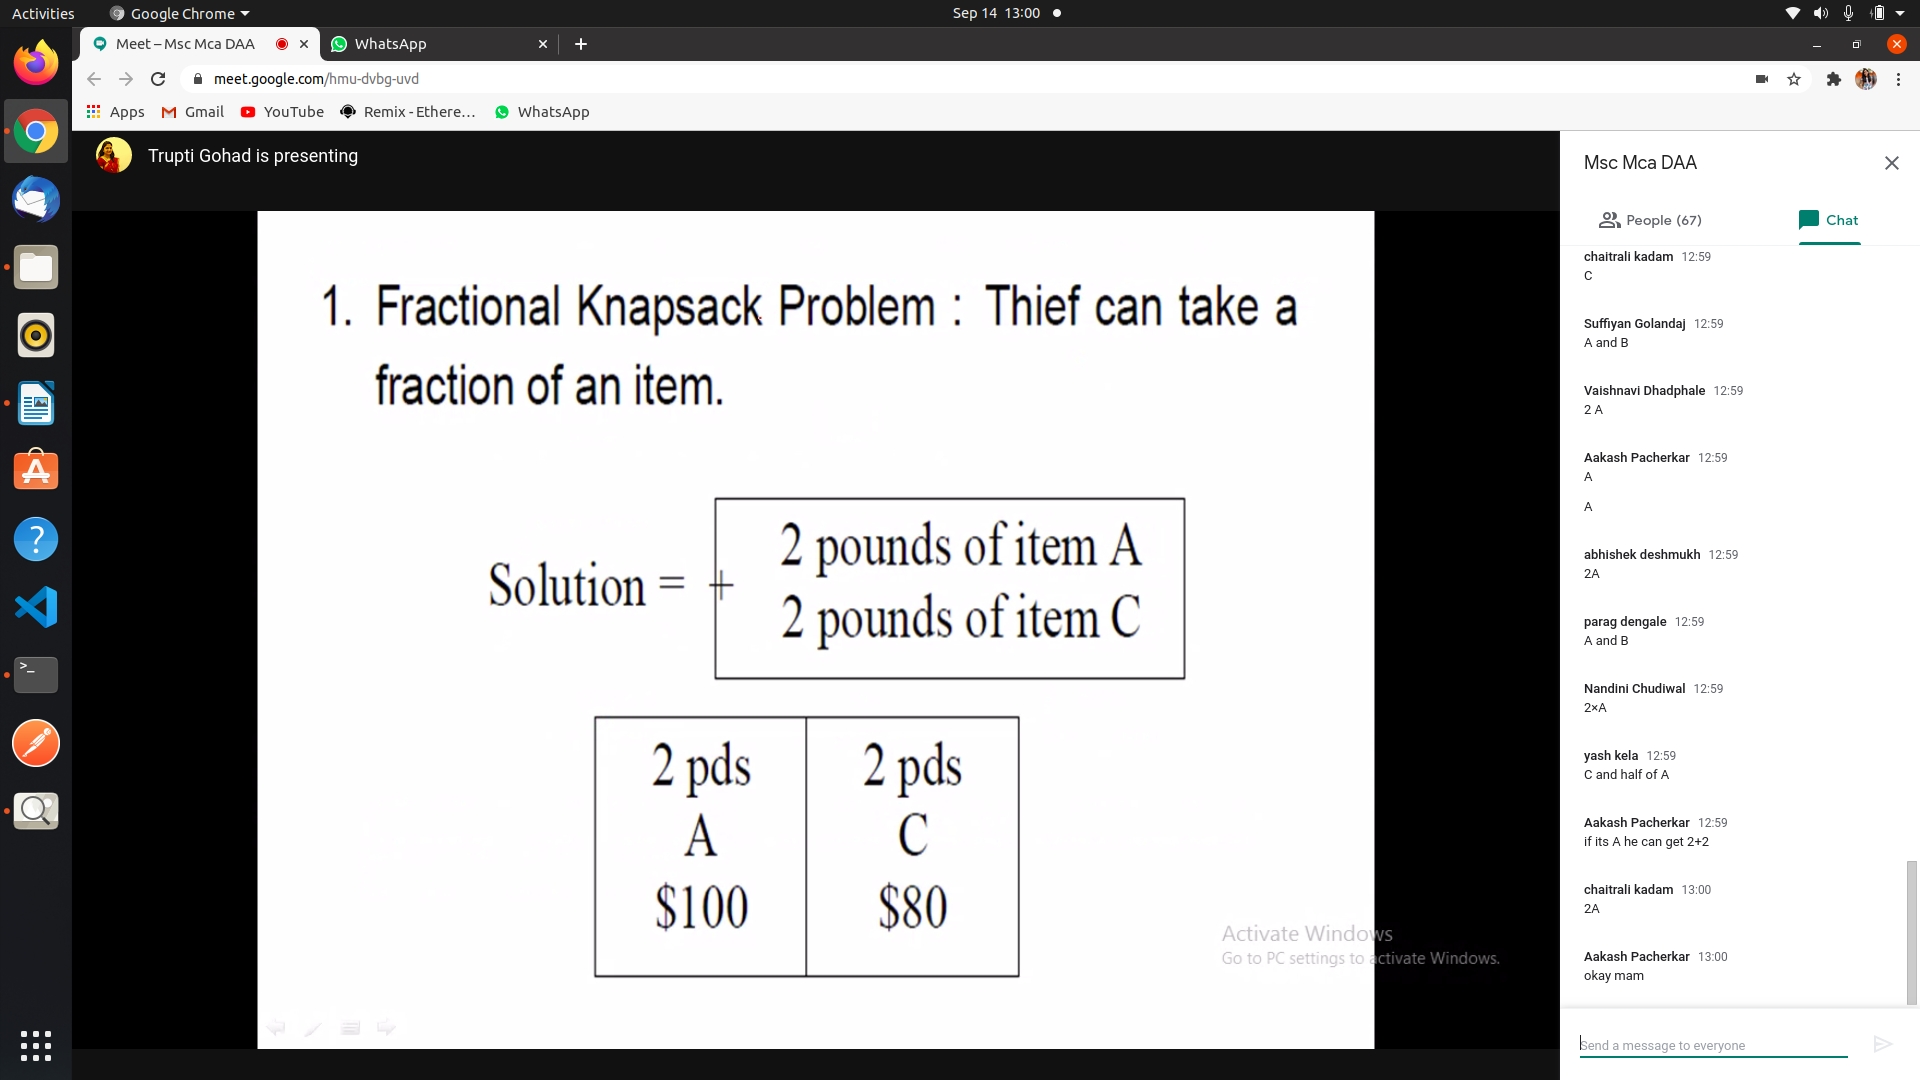 Activities
Google Chrome
Sep 14 13:00
Meet – Msc Mca DAA
WhatsApp
meet.google.com/hmu-dvbg-uvd
Apps
Gmail
YouTube
Remix - Ethere…
WhatsApp
Trupti Gohad is presenting
1. Fractional Knapsack Problem : Thief can take a
fraction of an item.
Solution = +
2 pounds of item A
2 pounds of item C
2 pds
A
$100
2 pds
C
$80
Activate Windows
Go to PC settings to activate Windows.
Msc Mca DAA
People (67)
Chat
chaitrali kadam 12:59
C
Suffiyan Golandaj 12:59
A and B
Vaishnavi Dhadphale 12:59
2 A
Aakash Pacherkar 12:59
A
A
abhishek deshmukh 12:59
2A
parag dengale 12:59
A and B
Nandini Chudiwal 12:59
2×A
yash kela 12:59
C and half of A
Aakash Pacherkar 12:59
if its A he can get 2+2
chaitrali kadam 13:00
2A
Aakash Pacherkar 13:00
okay mam
Send a message to everyone